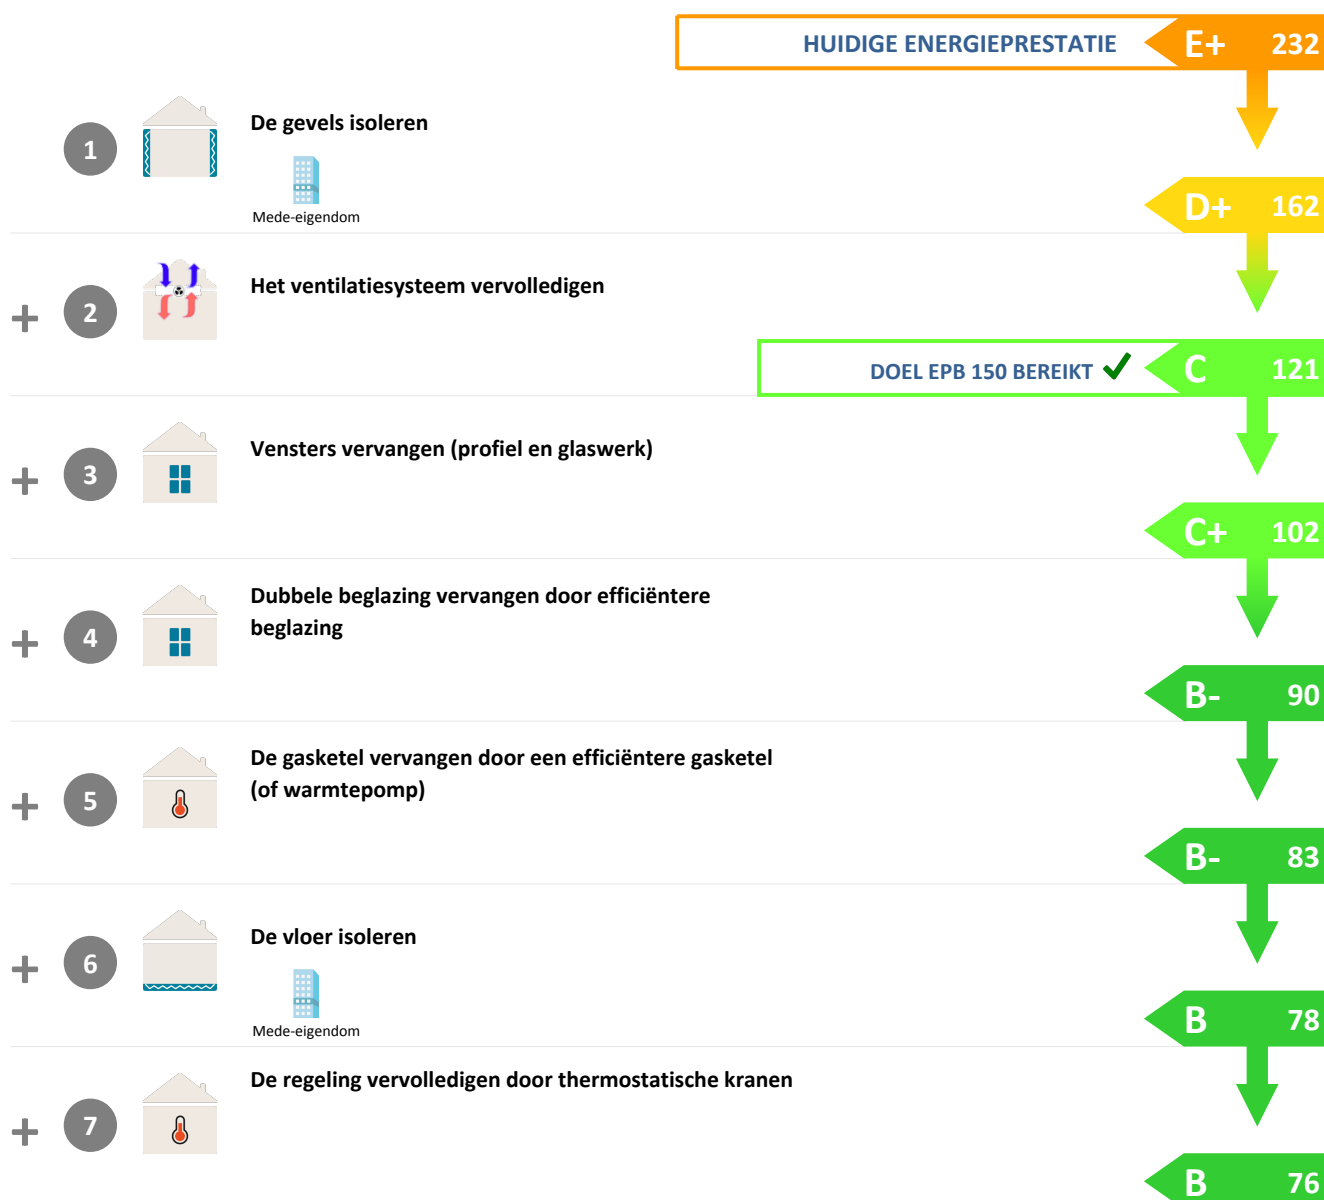 HUIDIGE ENERGIEPRESTATIE E+ 232
1 De gevels isoleren
Mede-eigendom
D+ 162
+ 2 Het ventilatiesysteem vervolledigen
DOEL EPB 150 BEREIKT ✔ C 121
+ 3 Vensters vervangen (profiel en glaswerk)
C+ 102
+ 4 Dubbele beglazing vervangen door efficiëntere
beglazing
B- 90
+ 5 De gasketel vervangen door een efficiëntere gasketel
(of warmtepomp)
B- 83
+ 6 De vloer isoleren
Mede-eigendom
B 78
+ 7 De regeling vervolledigen door thermostatische kranen
B 76